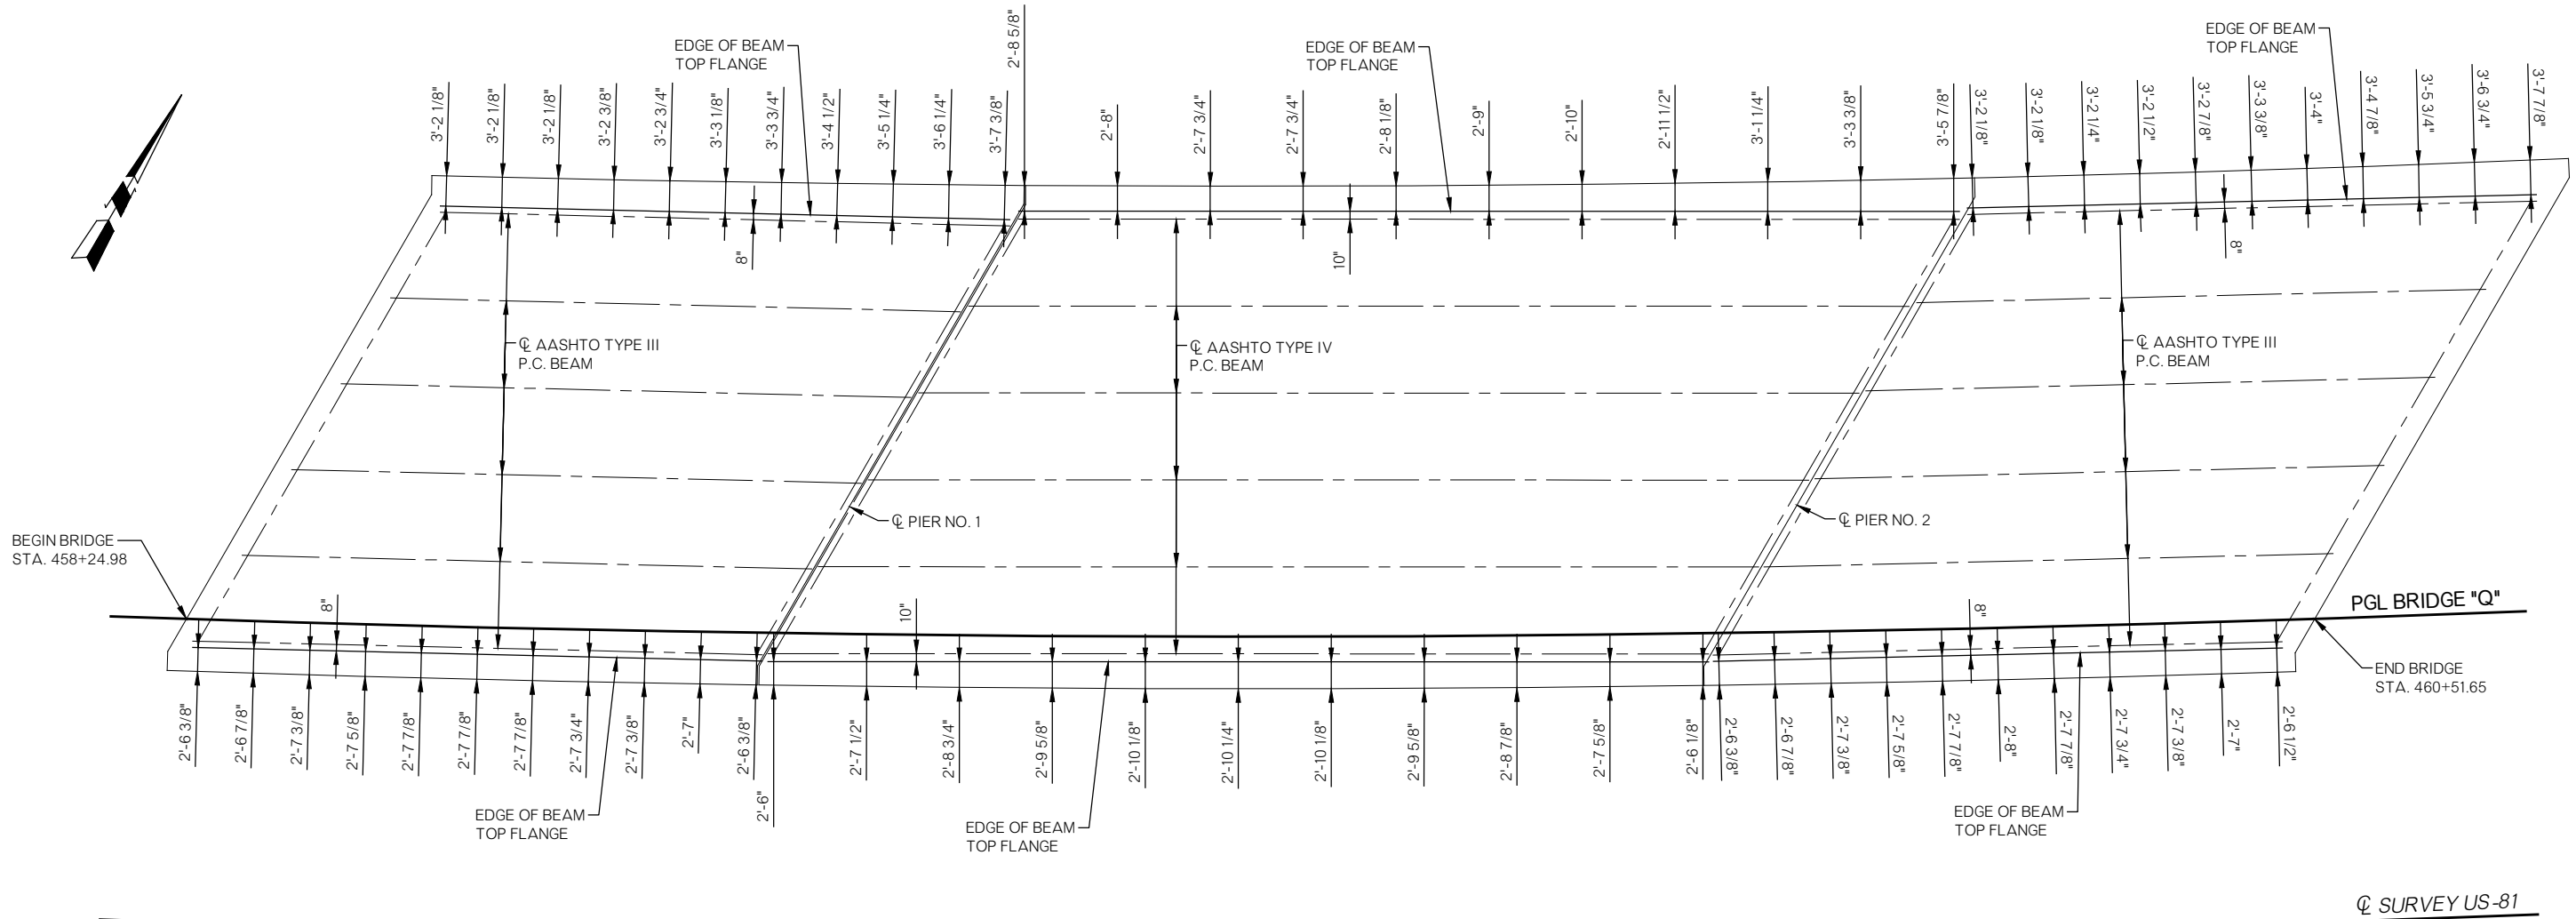 EDGE OF BEAM
TOP FLANGE
EDGE OF BEAM
TOP FLANGE
EDGE OF BEAM
TOP FLANGE
3'-2 1/8"
3'-2 1/8"
3'-2 1/8"
3'-2 3/8"
3'-2 3/4"
3'-3 1/8"
3'-3 3/4"
3'-4 1/2"
3'-5 1/4"
3'-6 1/4"
3'-7 3/8"
2'-8 5/8"
2'-8"
2'-7 3/4"
2'-7 3/4"
2'-8 1/8"
2'-9"
2'-10"
2'-11 1/2"
3'-1 1/4"
3'-3 3/8"
3'-5 7/8"
3'-2 1/8"
3'-2 1/8"
3'-2 1/4"
3'-2 1/2"
3'-2 7/8"
3'-3 3/8"
3'-4"
3'-4 7/8"
3'-5 3/4"
3'-6 3/4"
3'-7 7/8"
8"
10"
8"
℄ AASHTO TYPE III
P.C. BEAM
℄ AASHTO TYPE IV
P.C. BEAM
℄ AASHTO TYPE III
P.C. BEAM
℄ PIER NO. 1
℄ PIER NO. 2
BEGIN BRIDGE
STA. 458+24.98
PGL BRIDGE "Q"
8"
10"
8"
END BRIDGE
STA. 460+51.65
2'-6 3/8"
2'-6 7/8"
2'-7 3/8"
2'-7 5/8"
2'-7 7/8"
2'-7 7/8"
2'-7 7/8"
2'-7 3/4"
2'-7 3/8"
2'-7"
2'-6 3/8"
2'-6"
2'-7 1/2"
2'-8 3/4"
2'-9 5/8"
2'-10 1/8"
2'-10 1/4"
2'-10 1/8"
2'-9 5/8"
2'-8 7/8"
2'-7 5/8"
2'-6 1/8"
2'-6 3/8"
2'-6 7/8"
2'-7 3/8"
2'-7 5/8"
2'-7 7/8"
2'-8"
2'-7 7/8"
2'-7 3/4"
2'-7 3/8"
2'-7"
2'-6 1/2"
EDGE OF BEAM
TOP FLANGE
EDGE OF BEAM
TOP FLANGE
EDGE OF BEAM
TOP FLANGE
℄ SURVEY US-81